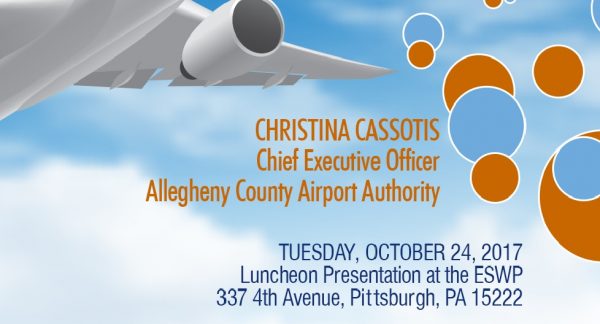 CHRISTINA CASSOTIS
Chief Executive Officer
Allegheny County Airport Authority
TUESDAY, OCTOBER 24, 2017
Luncheon Presentation at the ESWP
337 4th Avenue, Pittsburgh, PA 15222